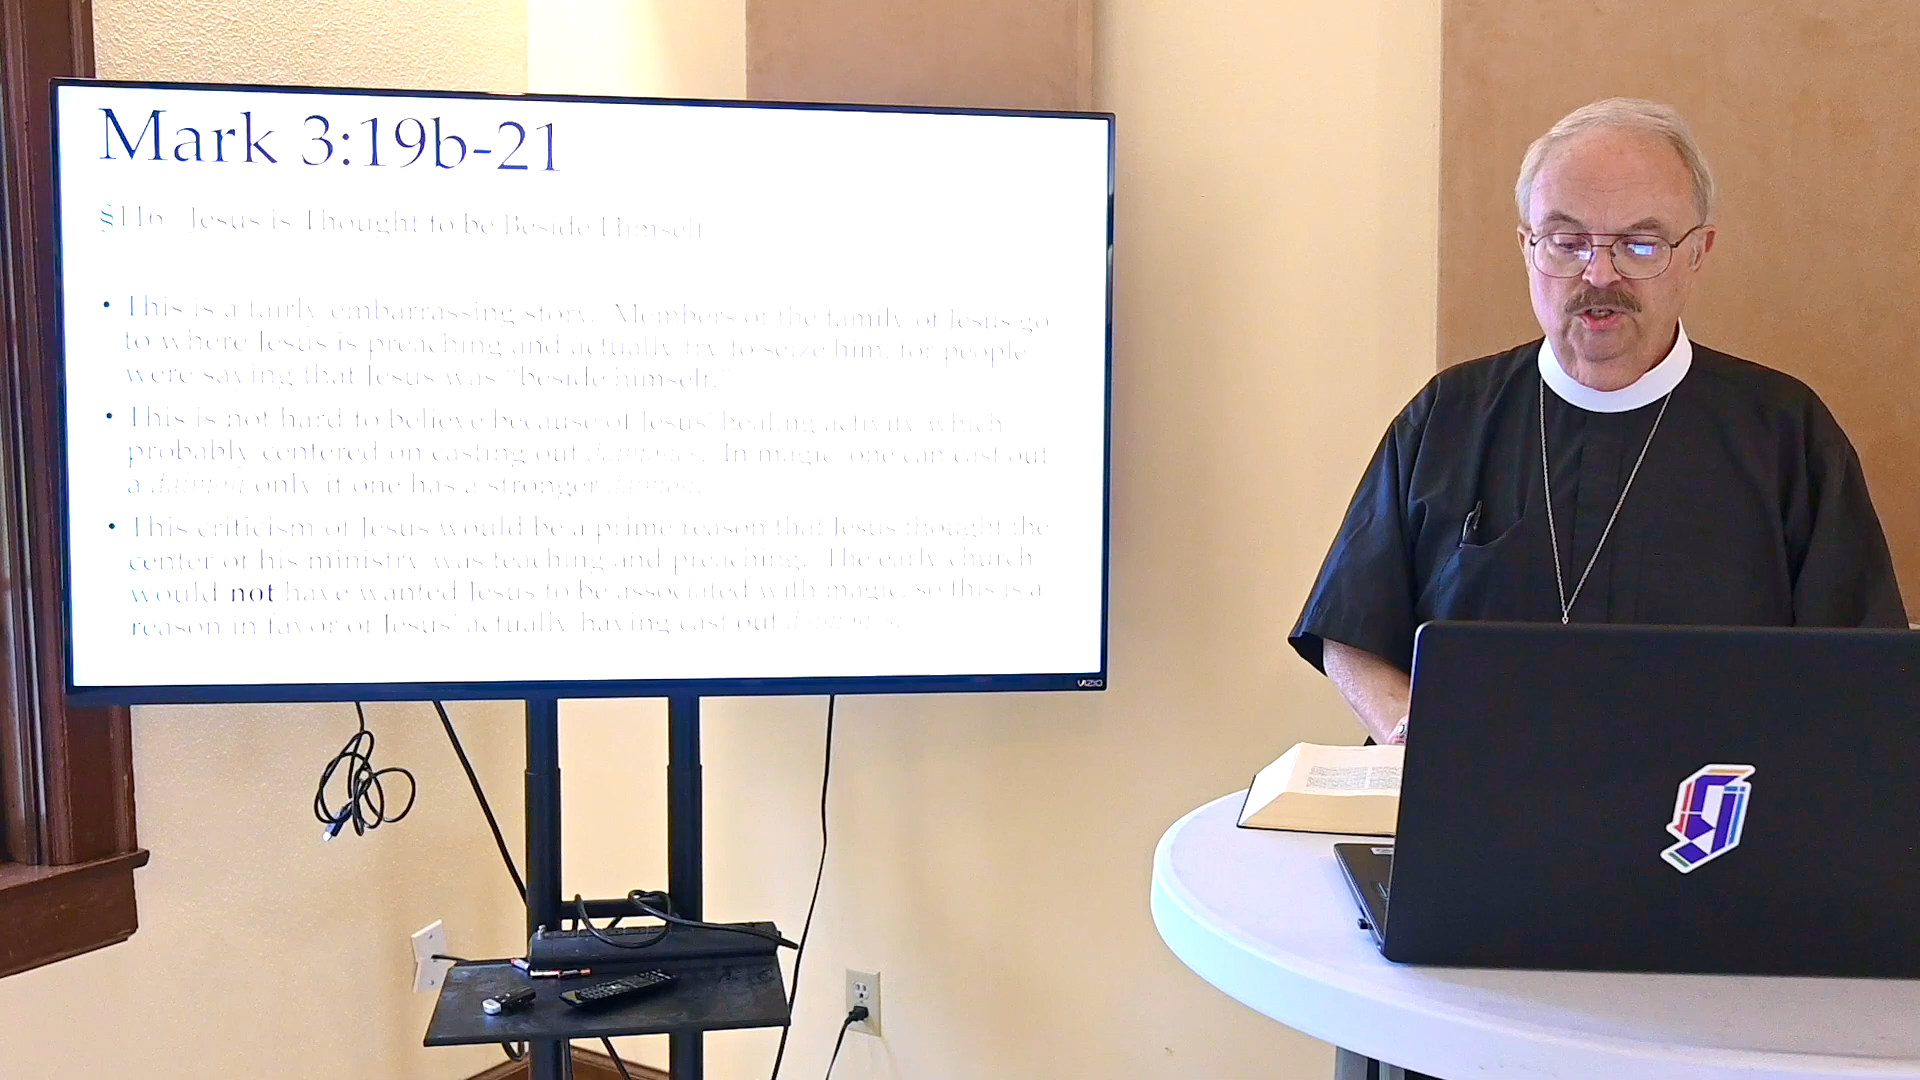 Mark 3:19b-21
§116 Jesus is Thought to be Beside Himself
• This is a fairly embarrassing story. Members of the family of Jesus go
to where Jesus is preaching and actually try to seize him, for people
were saying that Jesus was "beside himself."
• This is not hard to believe because of Jesus' healing activity which
probably centered on casting out daimones. In magic, one can cast out
a daimon only if one has a stronger daimon.
• This criticism of Jesus would be a prime reason that Jesus thought the
center of his ministry was teaching and preaching. The early church
would not have wanted Jesus to be associated with magic, so this is a
reason in favor of Jesus' actually having cast out daimones.
VIZIO